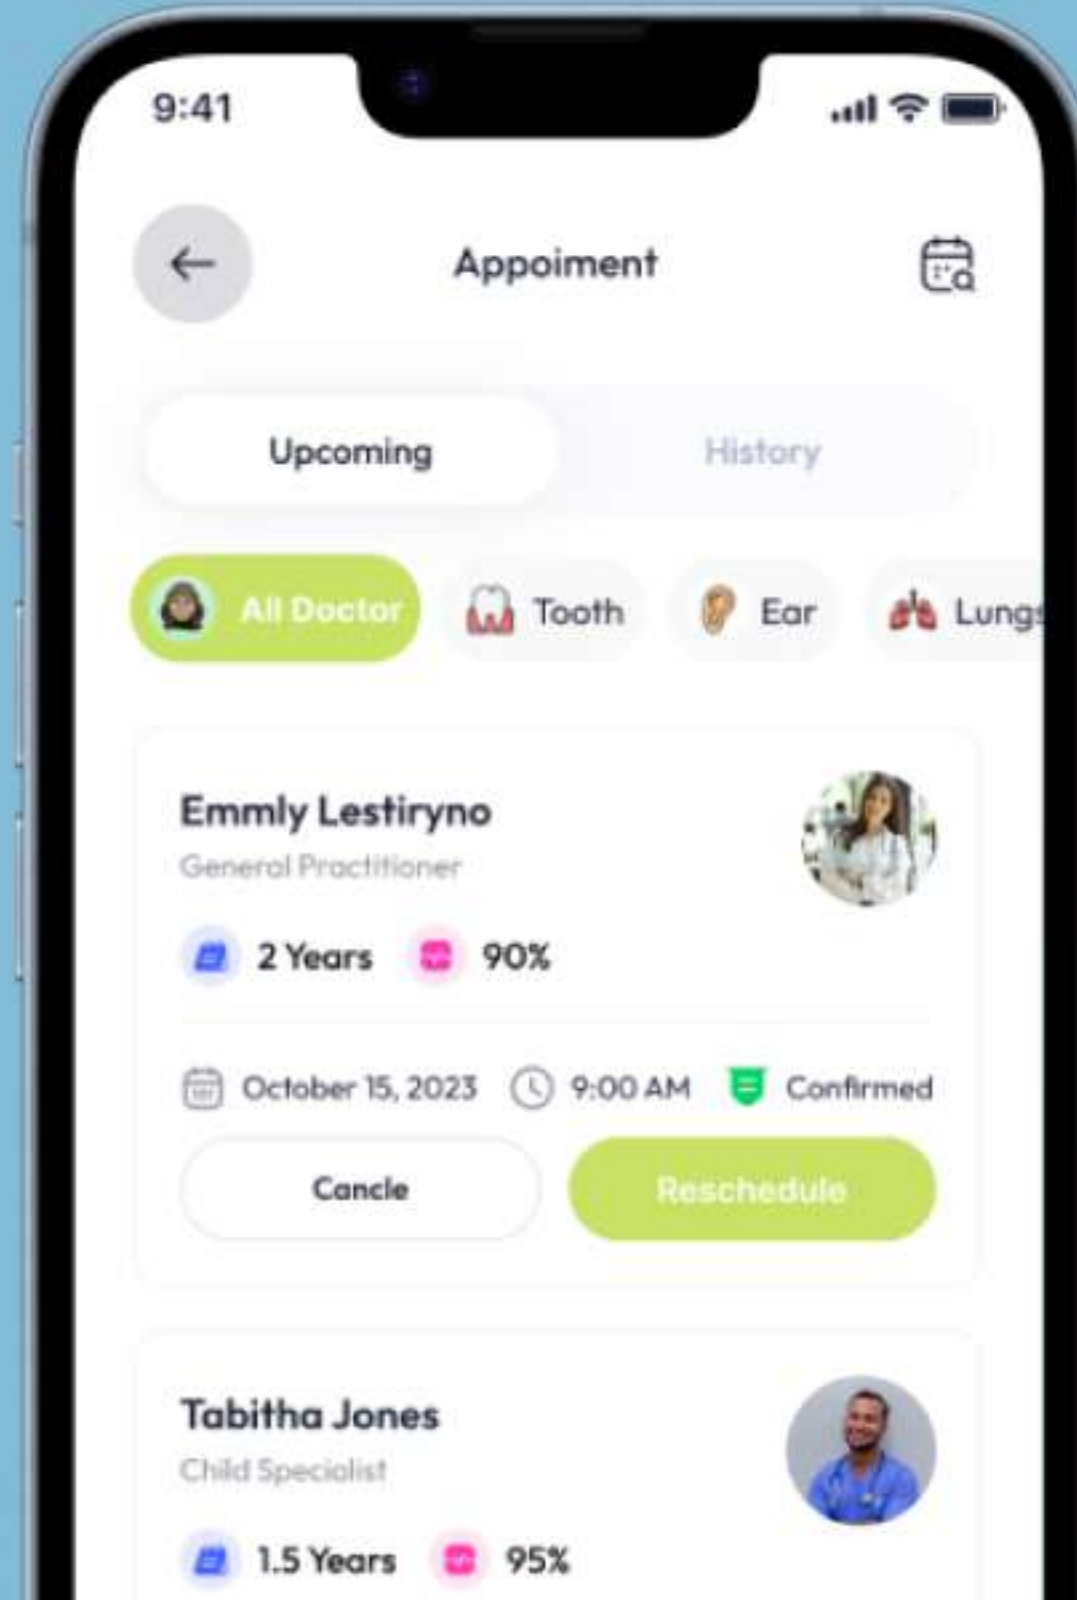 9:41
Appoiment
Upcoming History
All Doctor Tooth Ear Lungs
Emmly Lestiryno
General Practitioner
2 Years 90%
October 15, 2023 9:00 AM Confirmed
Cancle Reschedule
Tabitha Jones
Child Specialist
1.5 Years 95%